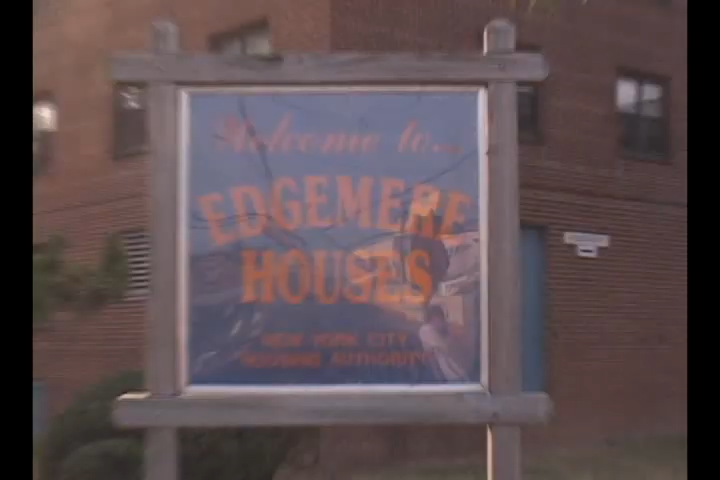 Welcome to...
EDGEMERE
HOUSES
NEW YORK CITY
HOUSING AUTHORITY